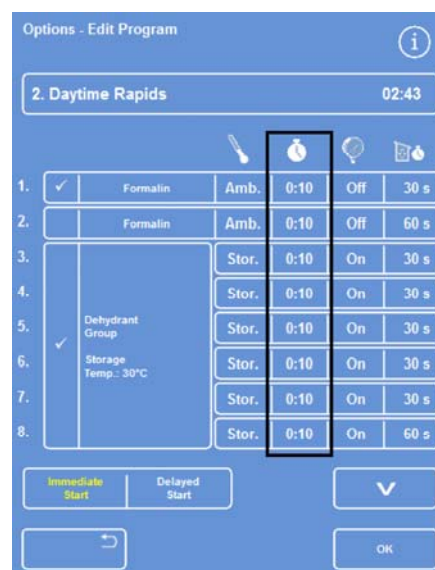 Options - Edit Program
i
2. Daytime Rapids 02:43
1. ✓ Formalin Amb. 0:10 Off 30 s
2. Formalin Amb. 0:10 Off 60 s
3. Stor. 0:10 On 30 s
4. Stor. 0:10 On 30 s
5. Dehydrant Group Stor. 0:10 On 30 s
6. ✓ Storage Temp.: 30°C Stor. 0:10 On 30 s
7. Stor. 0:10 On 30 s
8. Stor. 0:10 On 60 s
Immediate Start Delayed Start
OK